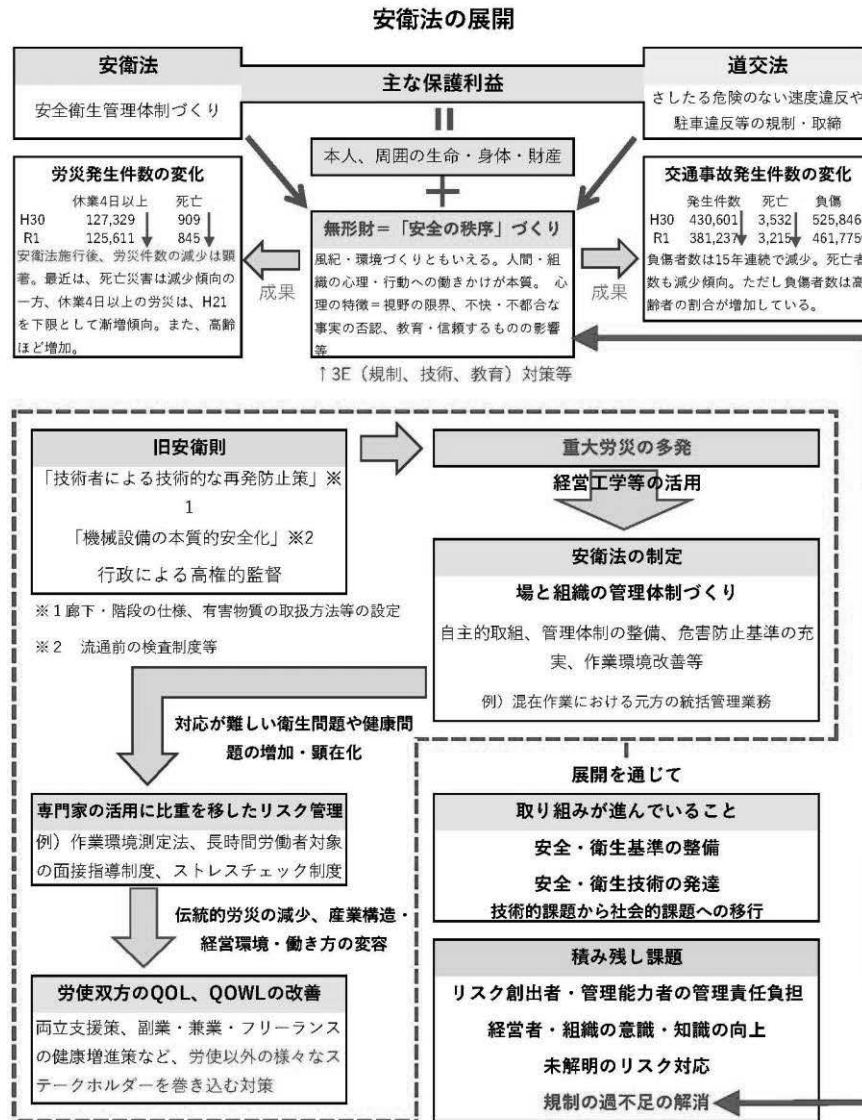 安衛法の展開
安衛法
安全衛生管理体制づくり
主な保護利益
道交法
さしたる危険のない速度違反や
駐車違反等の規制・取締
本人、周囲の生命・身体・財産
労災発生件数の変化
休業4日以上 死亡
H30 127,329 909
R1 125,611 845
安衛法施行後、労災件数の減少は顕
著。最近は、死亡災害は減少傾向の
一方、休業4日以上の労災は、H21
を下限として漸増傾向。また、高齢
ほど増加。
成果
無形財＝「安全の秩序」づくり
風紀・環境づくりともいえる。人間・組
織の心理・行動への働きかけが本質。 心
理の特徴＝視野の限界、不快・不都合な
事実の否認、教育・信頼するものの影響
等
↑3E（規制、技術、教育）対策等
成果
交通事故発生件数の変化
発生件数 死亡 負傷
H30 430,601 3,532 525,846
R1 381,237 3,215 461,775
負傷者数は15年連続で減少。死亡者
数も減少傾向。ただし負傷者数は高
齢者の割合が増加している。
旧安衛則
「技術者による技術的な再発防止策」※
1
「機械設備の本質的安全化」※2
行政による高権的監督
※１廊下・階段の仕様、有害物質の取扱方法等の設定
※２ 流通前の検査制度等
重大労災の多発
経営工学等の活用
安衛法の制定
場と組織の管理体制づくり
自主的取組、管理体制の整備、危害防止基準の充
実、作業環境改善等
例）混在作業における元方の統括管理業務
対応が難しい衛生問題や健康問
題の増加・顕在化
専門家の活用に比重を移したリスク管理
例）作業環境測定法、長時間労働者対象
の面接指導制度、ストレスチェック制度
伝統的労災の減少、産業構造・
経営環境・働き方の変容
労使双方のQOL、QOWLの改善
両立支援策、副業・兼業・フリーランス
の健康増進策など、労使以外の様々なス
テークホルダーを巻き込む対策
展開を通じて
取り組みが進んでいること
安全・衛生基準の整備
安全・衛生技術の発達
技術的課題から社会的課題への移行
積み残し課題
リスク創出者・管理能力者の管理責任負担
経営者・組織の意識・知識の向上
未解明のリスク対応
規制の過不足の解消